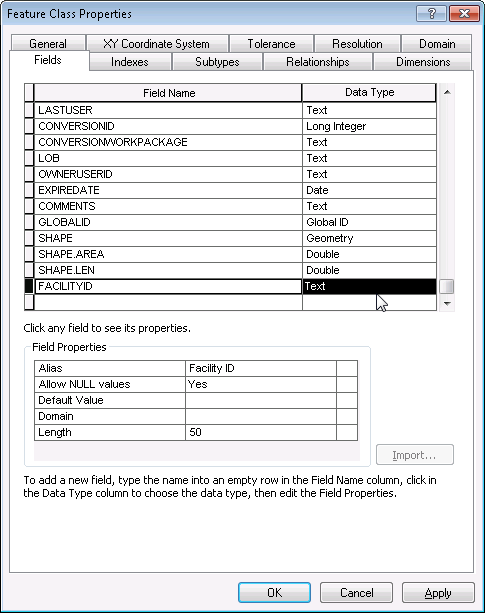 Feature Class Properties
General XY Coordinate System Tolerance Resolution Domain
Fields Indexes Subtypes Relationships Dimensions
Field Name Data Type
LASTUSER Text
CONVERSIONID Long Integer
CONVERSIONWORKPACKAGE Text
LOB Text
OWNERUSERID Text
EXPIREDATE Date
COMMENTS Text
GLOBALID Global ID
SHAPE Geometry
SHAPE.AREA Double
SHAPE.LEN Double
FACILITYID Text
Click any field to see its properties.
Field Properties
Alias Facility ID
Allow NULL values Yes
Default Value
Domain
Length 50
Import...
To add a new field, type the name into an empty row in the Field Name column, click in
the Data Type column to choose the data type, then edit the Field Properties.
OK Cancel Apply